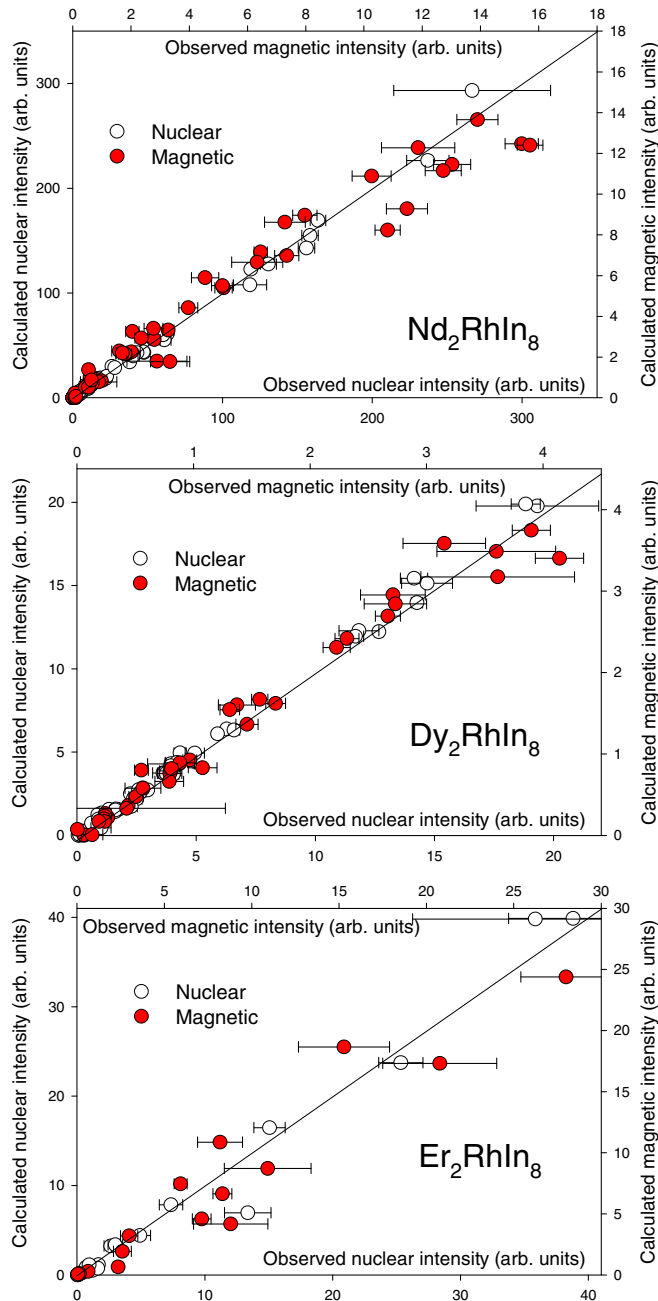 0 2 4 6 8 10 12 14 16 18
Observed magnetic intensity (arb. units)
Calculated nuclear intensity (arb. units)
300
200
100
0
Nuclear
Magnetic
Nd2RhIn8
18
16
14
12
10
8
6
4
2
0
Calculated magnetic intensity (arb. units)
Observed nuclear intensity (arb. units)
0 100 200 300
0 1 2 3 4
Observed magnetic intensity (arb. units)
Calculated nuclear intensity (arb. units)
20
15
10
5
0
Nuclear
Magnetic
Dy2RhIn8
4
3
2
1
0
Calculated magnetic intensity (arb. units)
Observed nuclear intensity (arb. units)
0 5 10 15 20
0 5 10 15 20 25 30
Observed magnetic intensity (arb. units)
Calculated nuclear intensity (arb. units)
40
30
20
10
0
Nuclear
Magnetic
Er2RhIn8
30
25
20
15
10
5
0
Calculated magnetic intensity (arb. units)
Observed nuclear intensity (arb. units)
0 10 20 30 40